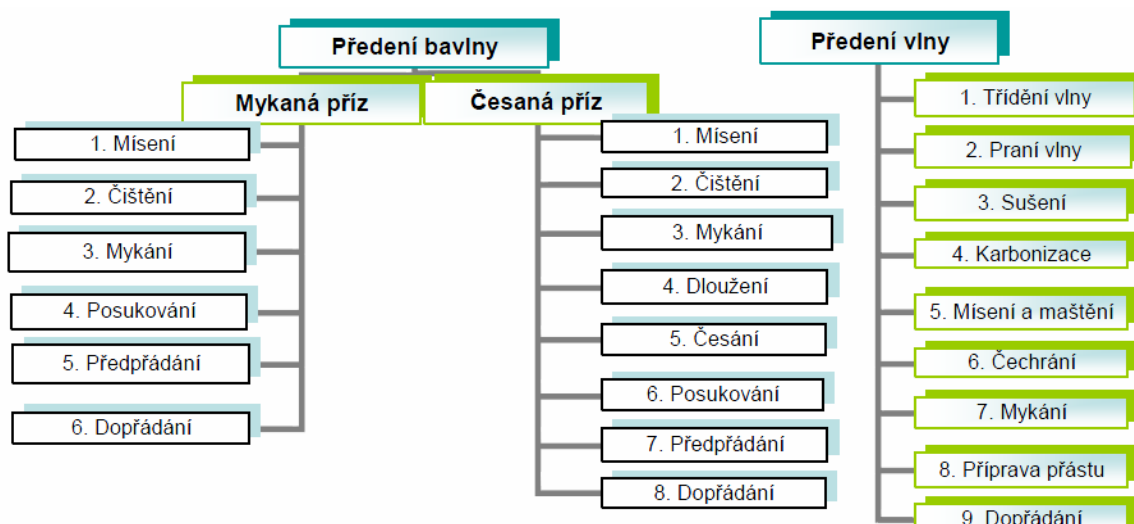 Předení bavlny
Mykaná příz
1. Mísení
2. Čištění
3. Mykání
4. Posukování
5. Předpřádání
6. Dopřádání
Česaná příz
1. Mísení
2. Čištění
3. Mykání
4. Dloužení
5. Česání
6. Posukování
7. Předpřádání
8. Dopřádání
Předení vlny
1. Třídění vlny
2. Praní vlny
3. Sušení
4. Karbonizace
5. Mísení a maštění
6. Čechrání
7. Mykání
8. Příprava přástu
9. Dopřádání